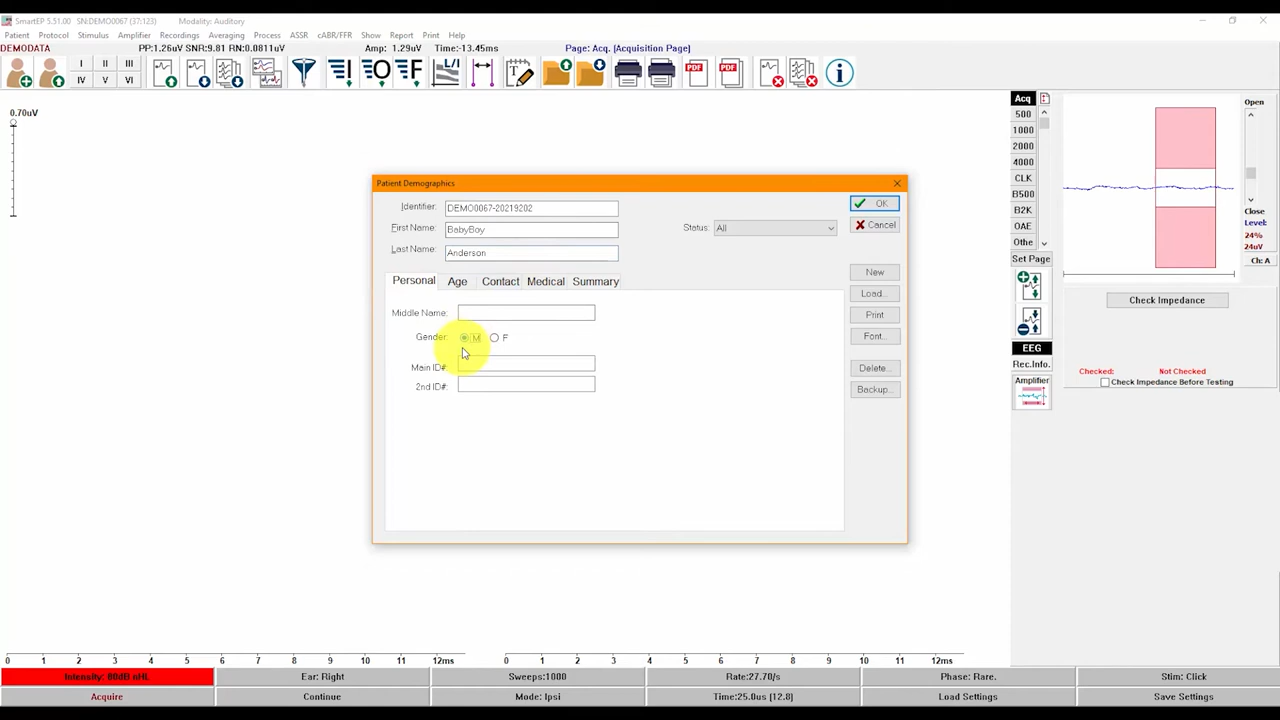 SmartEP 5.51.00 SN:DEMO0067 (37:123) Modality: Auditory
Patient Protocol Stimulus Amplifier Recordings Averaging Process ASSR cABR/FFR Show Report Print Help
DEMODATA PP:1.26uV SNR:9.81 RN:0.0811uV Amp: 1.29uV Time:-13.45ms Page: Acq. (Acquisition Page)
I II III
IV V VI
I O F L/I T PDF PDF i
0.70uV
Acq
500
1000
2000
4000
CLK
B500
B2K
OAE
Othe
Set Page
EEG
Rec.Info.
Amplifier
Open
Close
Level:
24%
24uV
Ch: A
Check Impedance
Checked: Not Checked
Check Impedance Before Testing
Patient Demographics
Identifier: DEMO0067-20219202
First Name: BabyBoy
Last Name: Anderson
Status: All
OK
Cancel
New
Load...
Print
Font...
Delete...
Backup...
Personal Age Contact Medical Summary
Middle Name:
Gender: M F
Main ID#:
2nd ID#:
0 1 2 3 4 5 6 7 8 9 10 11 12ms 0 1 2 3 4 5 6 7 8 9 10 11 12ms
Intensity: 80dB nHL Ear: Right Sweeps:1000 Rate:27.70/s Phase: Rare. Stim: Click
Acquire Continue Mode: Ipsi Time:25.0us (12.8) Load Settings Save Settings